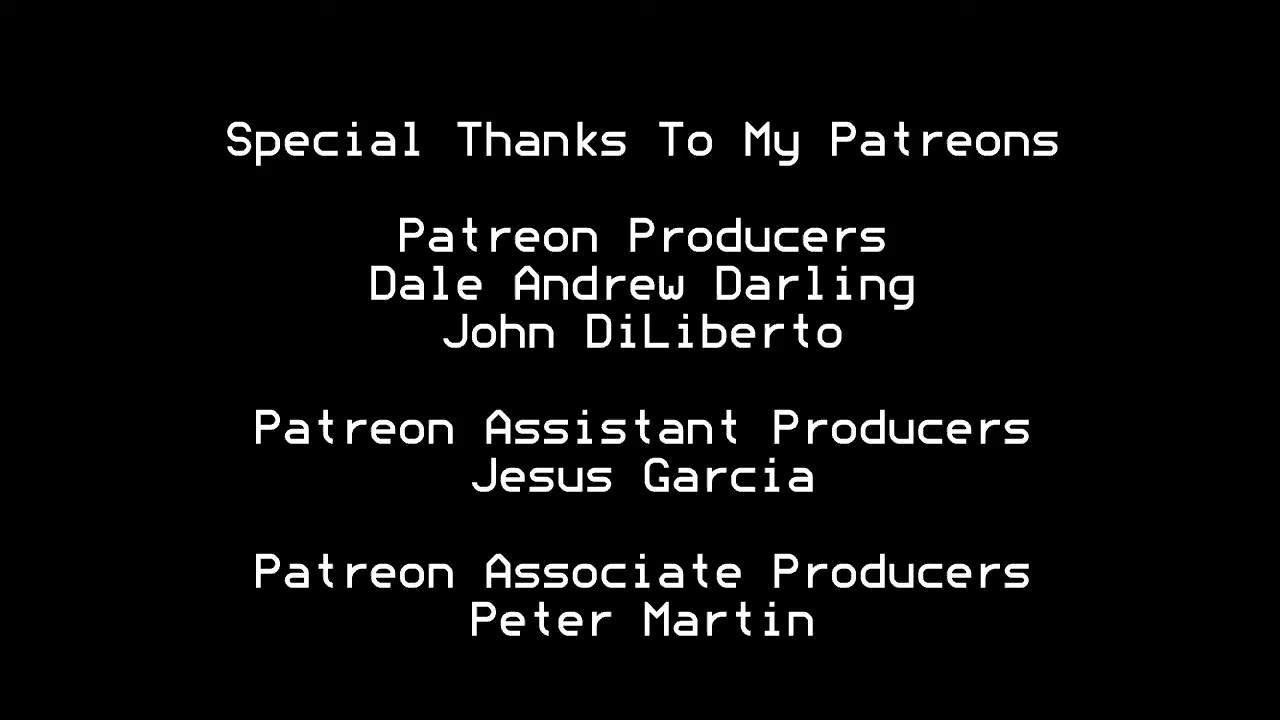 Special Thanks To My Patreons
Patreon Producers
Dale Andrew Darling
John DiLiberto
Patreon Assistant Producers
Jesus Garcia
Patreon Associate Producers
Peter Martin